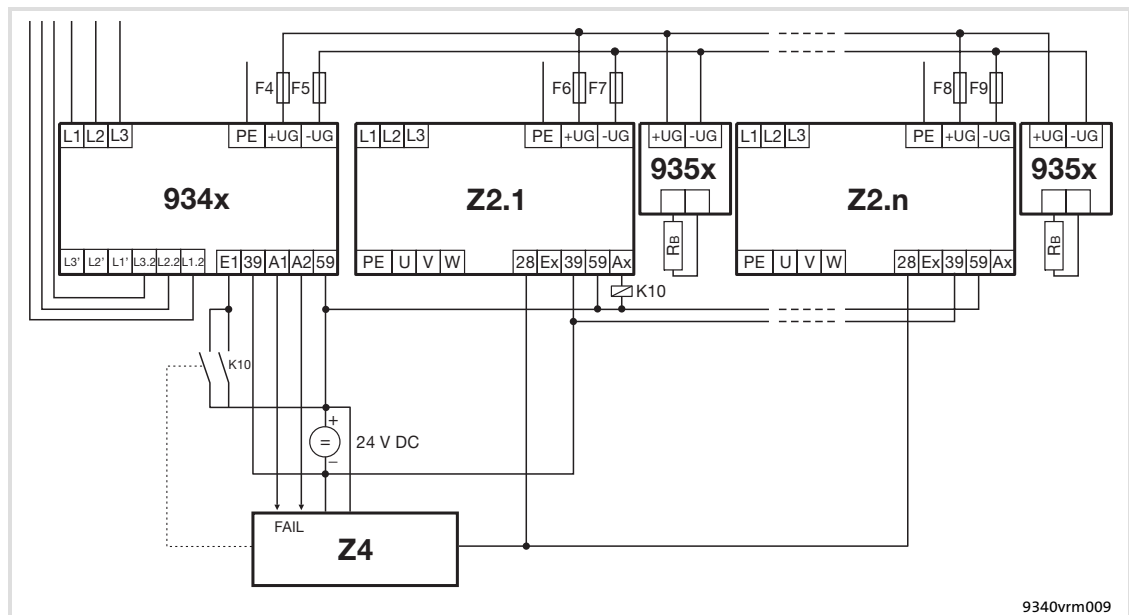 F4 F5 F6 F7 F8 F9
L1 L2 L3 PE +UG -UG
L1 L2 L3 PE +UG -UG
+UG -UG
L1 L2 L3 PE +UG -UG
+UG -UG
934x
Z2.1
935x
Z2.n
935x
RB
RB
L3' L2' L1' L3.2 L2.2 L1.2 E1 39 A1 A2 59
PE U V W 28 Ex 39 59 Ax
PE U V W 28 Ex 39 59 Ax
K10
K10
+
= 24 V DC
−
FAIL
Z4
9340vrm009